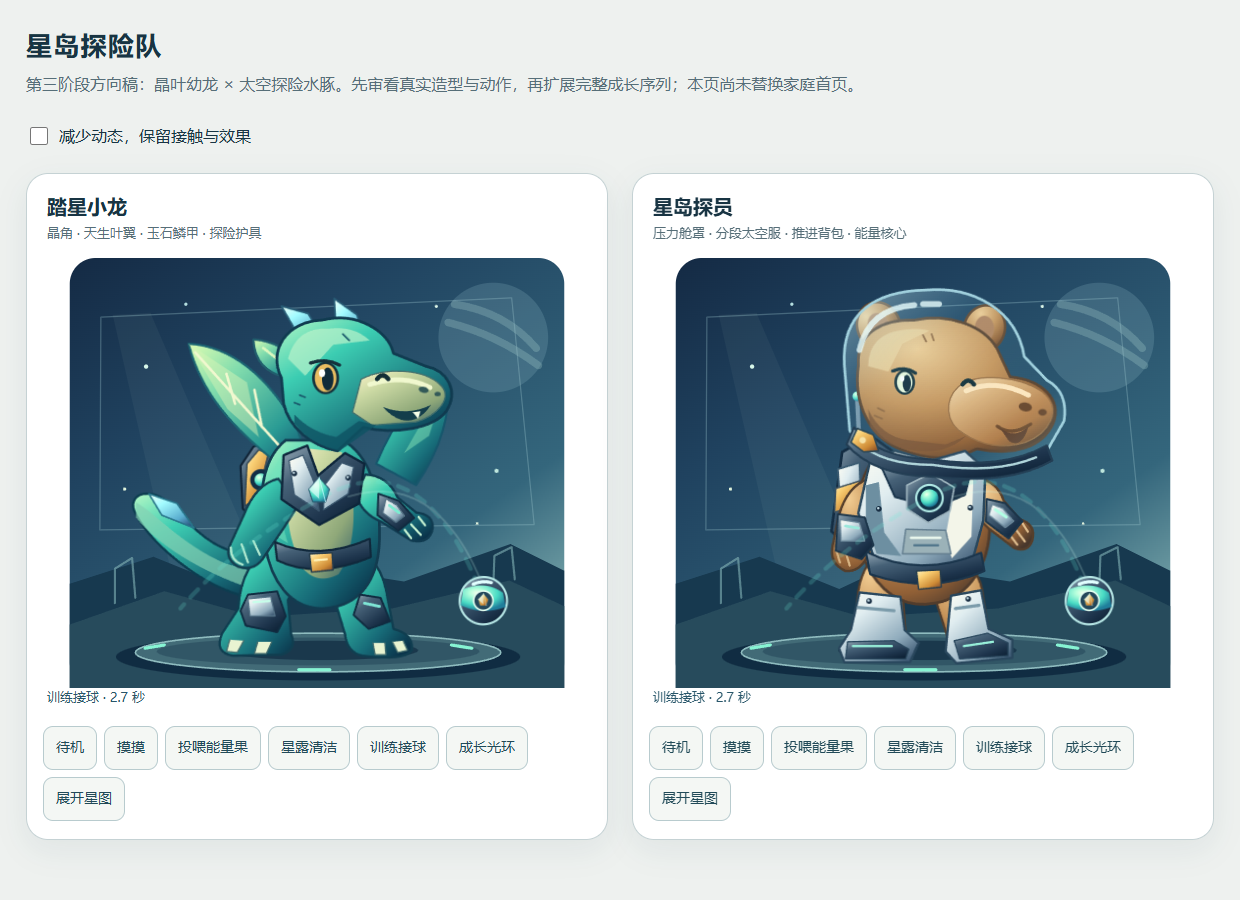 星岛探险队
第三阶段方向稿：晶叶幼龙 × 太空探险水豚。先审看真实造型与动作，再扩展完整成长序列；本页尚未替换家庭首页。
减少动态，保留接触与效果
踏星小龙
晶角 · 天生叶翼 · 玉石鳞甲 · 探险护具
训练接球 · 2.7 秒
待机
摸摸
投喂能量果
星露清洁
训练接球
成长光环
展开星图
星岛探员
压力舱罩 · 分段太空服 · 推进背包 · 能量核心
训练接球 · 2.7 秒
待机
摸摸
投喂能量果
星露清洁
训练接球
成长光环
展开星图